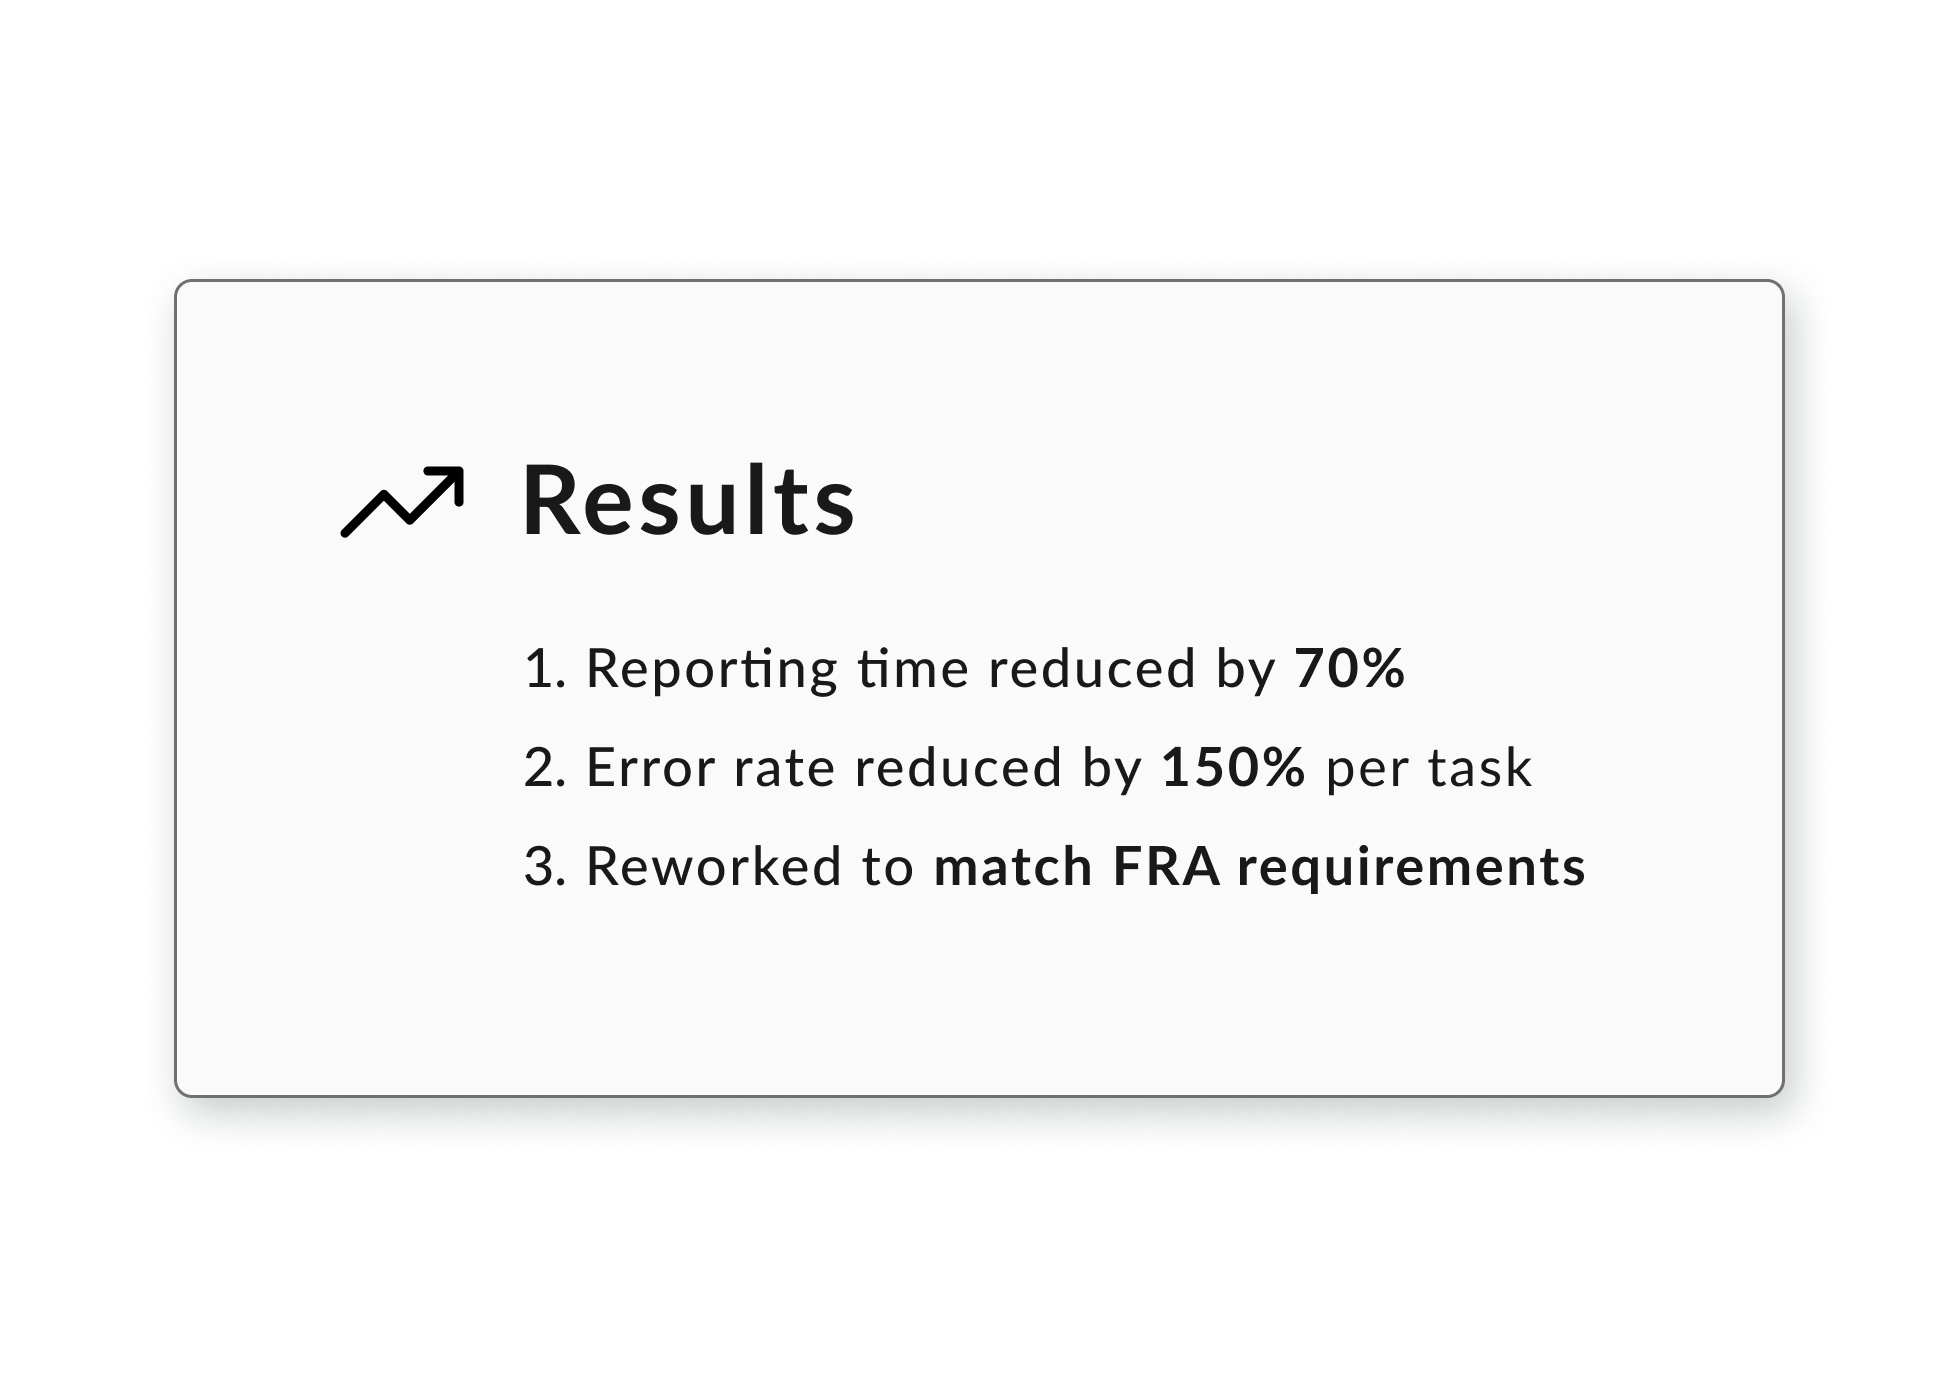 Results
1. Reporting time reduced by 70%
2. Error rate reduced by 150% per task
3. Reworked to match FRA requirements